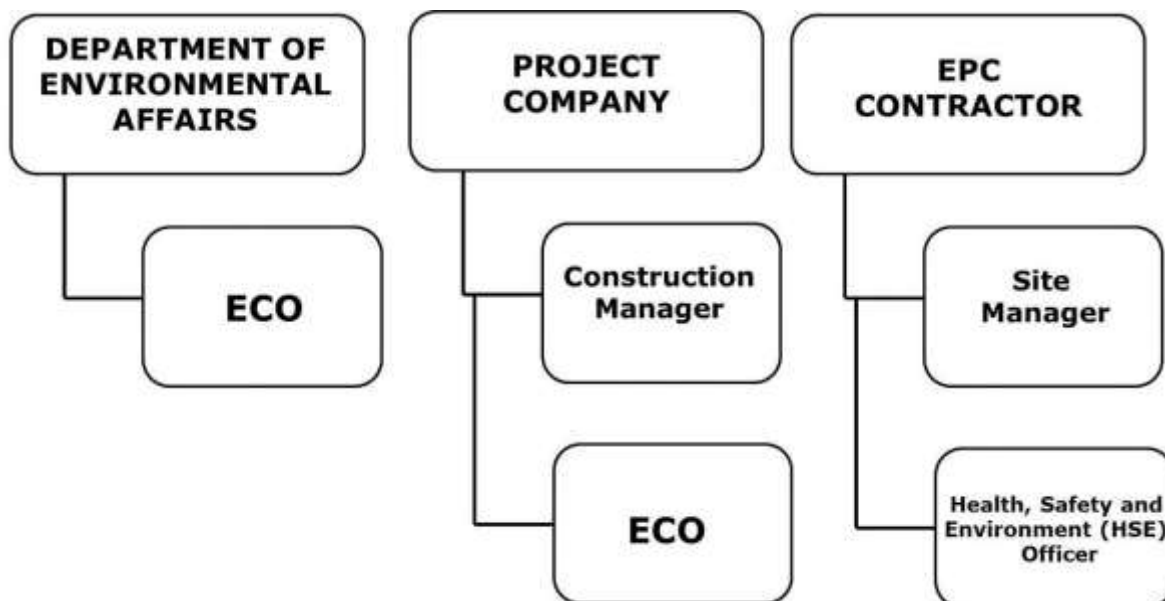 DEPARTMENT OF
ENVIRONMENTAL
AFFAIRS
ECO
PROJECT
COMPANY
Construction
Manager
ECO
EPC
CONTRACTOR
Site
Manager
Health, Safety and
Environment (HSE)
Officer